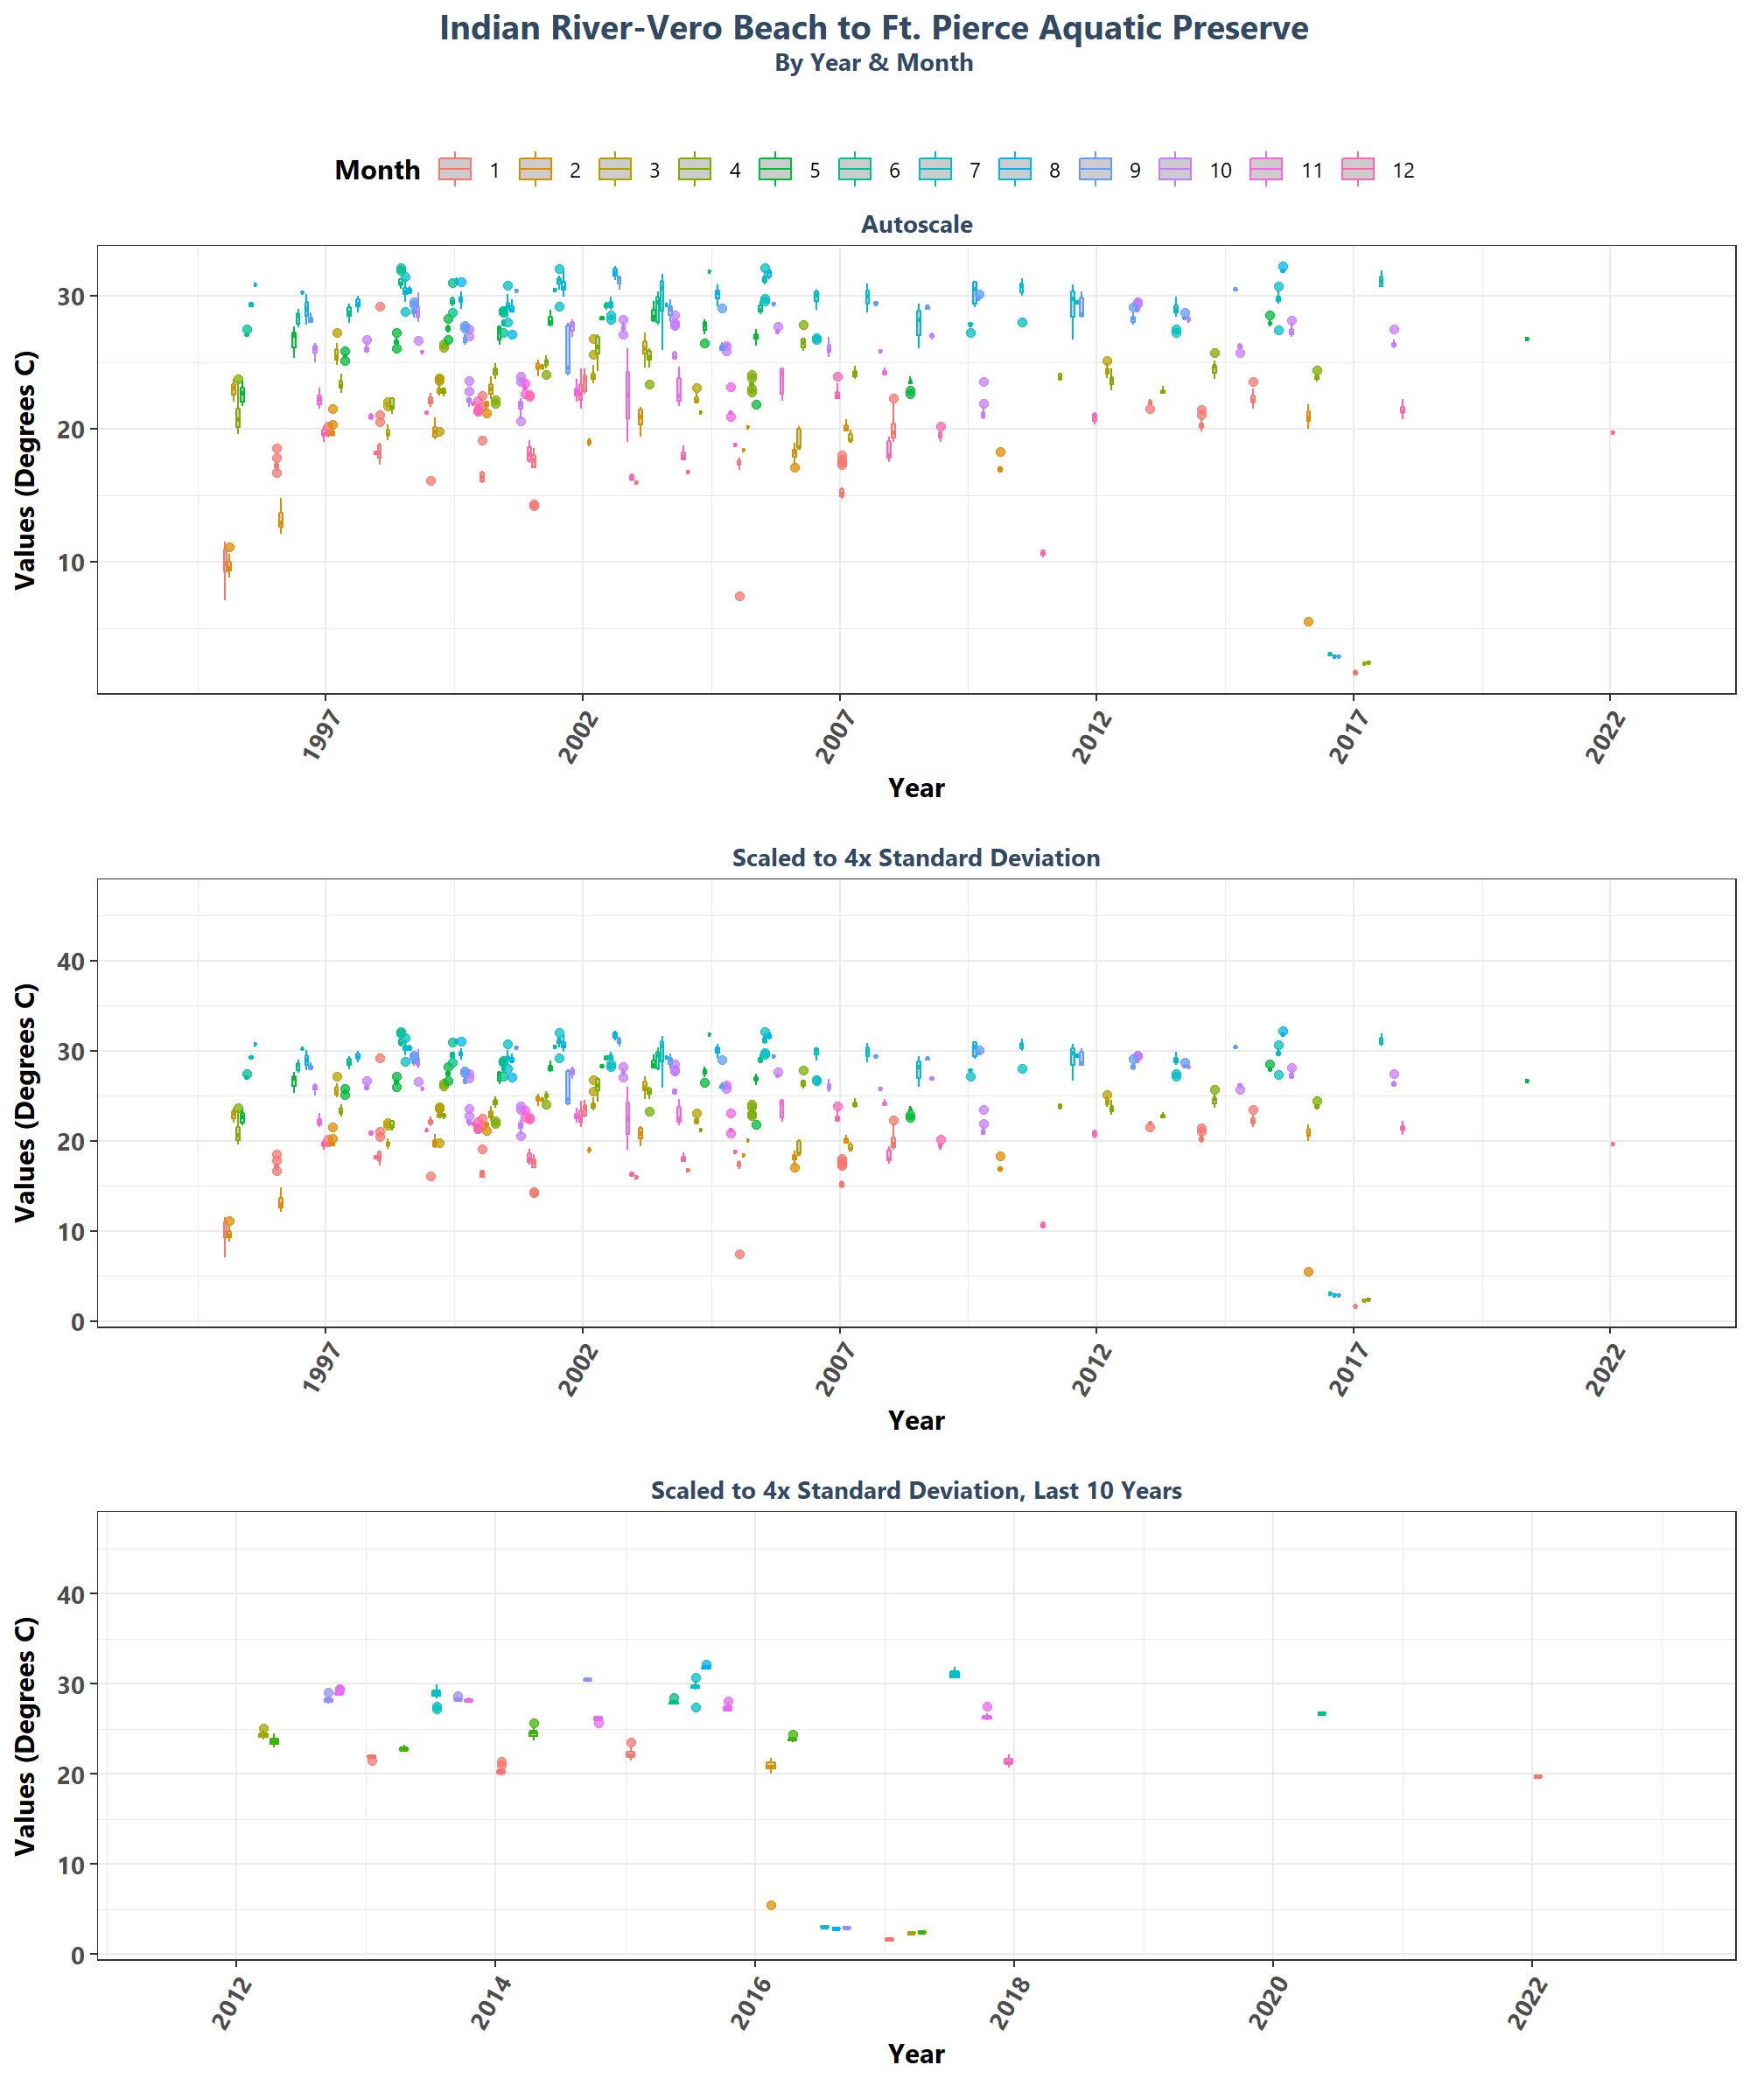 Indian River-Vero Beach to Ft. Pierce Aquatic Preserve
By Year & Month
Month 1 2 3 4 5 6 7 8 9 10 11 12
Autoscale
Values (Degrees C)
30
20
10
1997 2002 2007 2012 2017 2022
Year
Scaled to 4x Standard Deviation
Values (Degrees C)
40
30
20
10
0
1997 2002 2007 2012 2017 2022
Year
Scaled to 4x Standard Deviation, Last 10 Years
Values (Degrees C)
40
30
20
10
0
2012 2014 2016 2018 2020 2022
Year